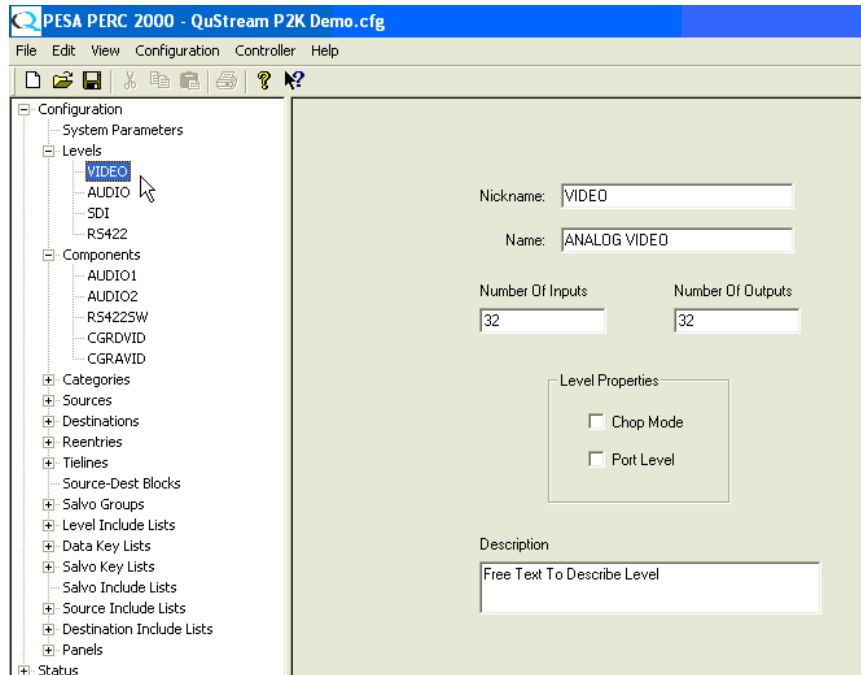 PESA PERC 2000 - QuStream P2K Demo.cfg
File Edit View Configuration Controller Help
Configuration
System Parameters
Levels
VIDEO
AUDIO
SDI
RS422
Components
AUDIO1
AUDIO2
RS422SW
CGRDVID
CGRAVID
Categories
Sources
Destinations
Reentries
Tielines
Source-Dest Blocks
Salvo Groups
Level Include Lists
Data Key Lists
Salvo Key Lists
Salvo Include Lists
Source Include Lists
Destination Include Lists
Panels
Status
Nickname: VIDEO
Name: ANALOG VIDEO
Number Of Inputs Number Of Outputs
32 32
Level Properties
Chop Mode
Port Level
Description
Free Text To Describe Level